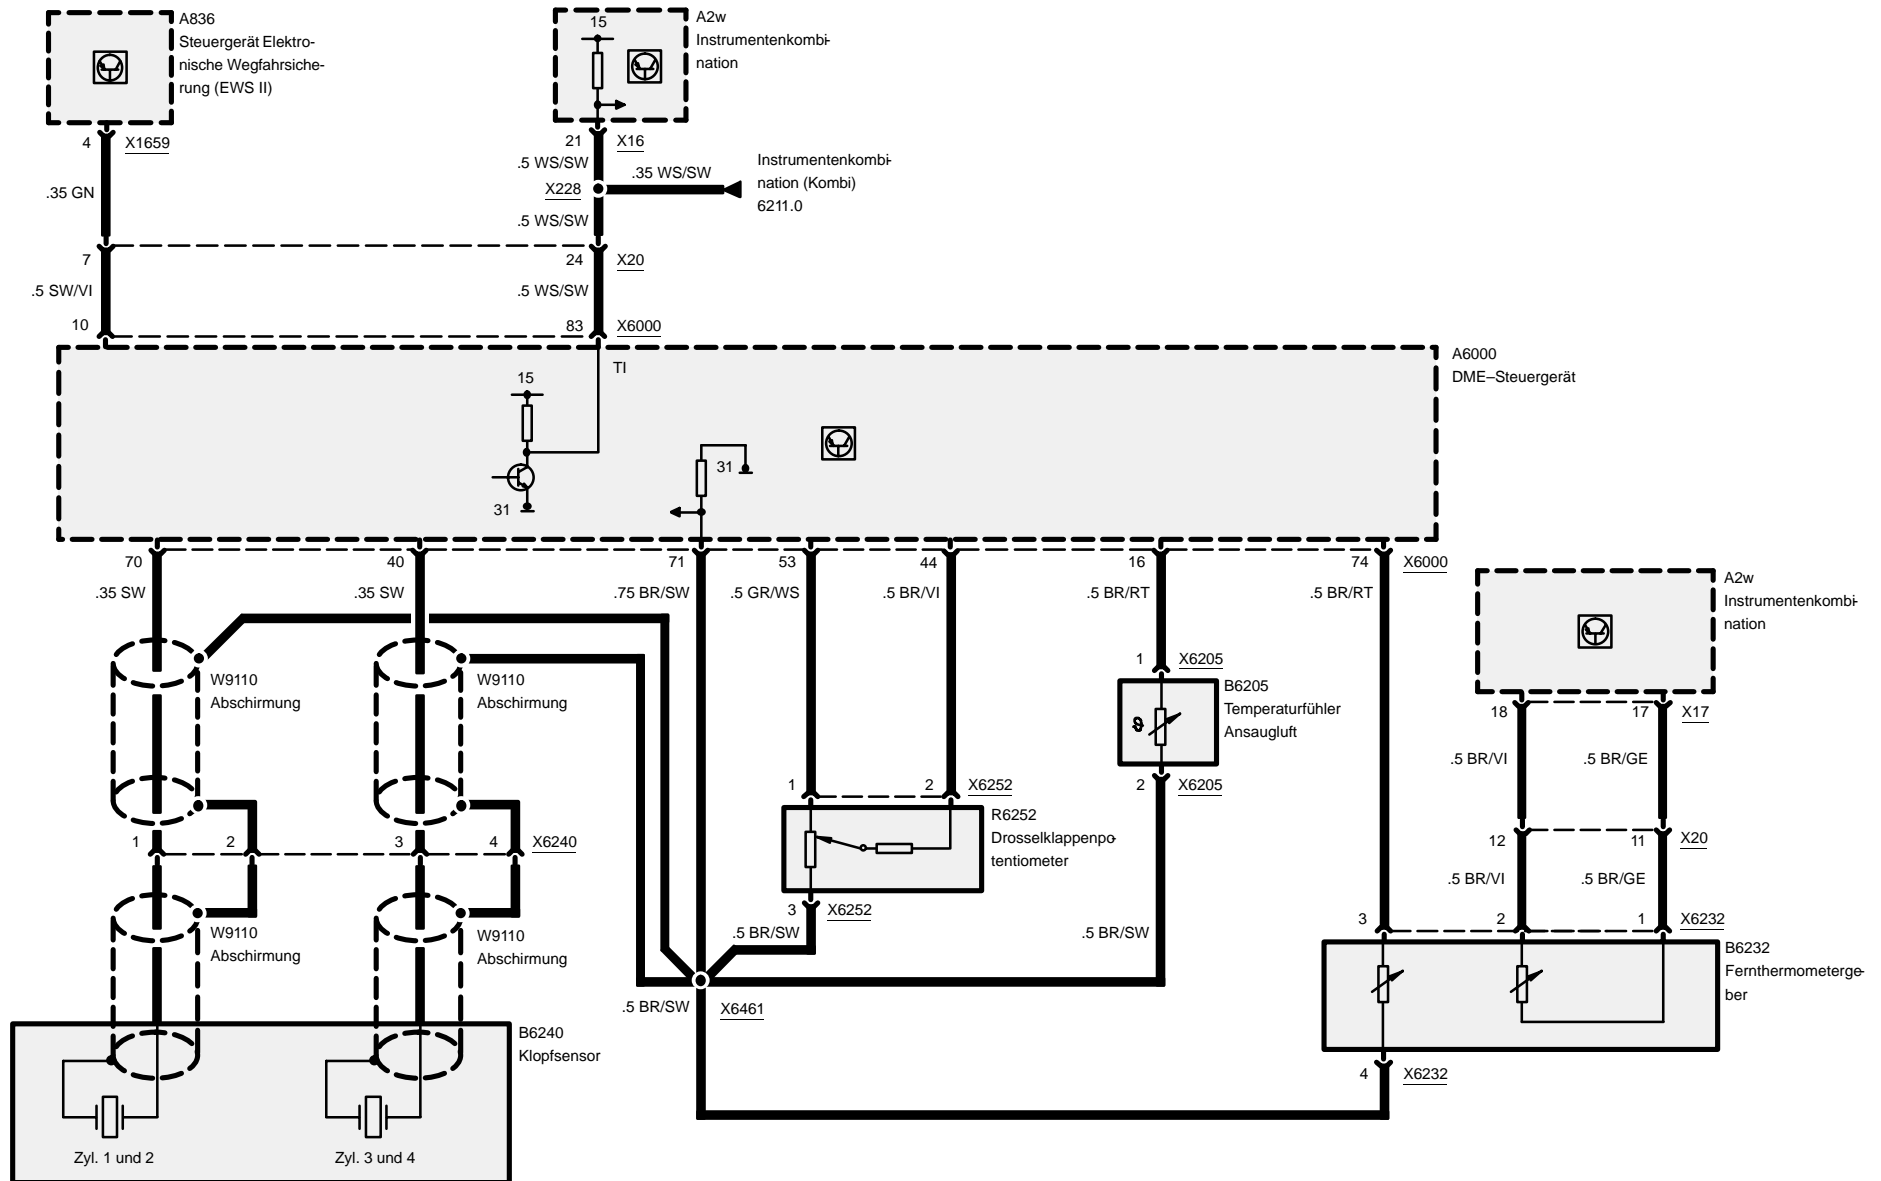 A836
Steuergerät Elektro-
nische Wegfahrsiche-
rung (EWS II)
15
A2w
Instrumentenkombi-
nation
4
X1659
21
X16
.5 WS/SW
.35 WS/SW
Instrumentenkombi-
nation (Kombi)
6211.0
.35 GN
X228
.5 WS/SW
7
24
X20
.5 SW/VI
.5 WS/SW
10
83
X6000
TI
A6000
DME–Steuergerät
15
31
31
70
40
71
53
44
16
74
X6000
.35 SW
.35 SW
.75 BR/SW
.5 GR/WS
.5 BR/VI
.5 BR/RT
.5 BR/RT
A2w
Instrumentenkombi-
nation
W9110
Abschirmung
W9110
Abschirmung
1
X6205
B6205
Temperaturfühler
Ansaugluft
ϑ
18
17
X17
.5 BR/VI
.5 BR/GE
1
2
X6252
2
X6205
R6252
Drosselklappenpo-
tentiometer
1
2
3
4
X6240
12
11
X20
.5 BR/VI
.5 BR/GE
3
X6252
3
2
1
X6232
W9110
Abschirmung
W9110
Abschirmung
.5 BR/SW
.5 BR/SW
B6232
Fernthermometerge-
ber
.5 BR/SW
X6461
B6240
Klopfsensor
4
X6232
Zyl. 1 und 2
Zyl. 3 und 4